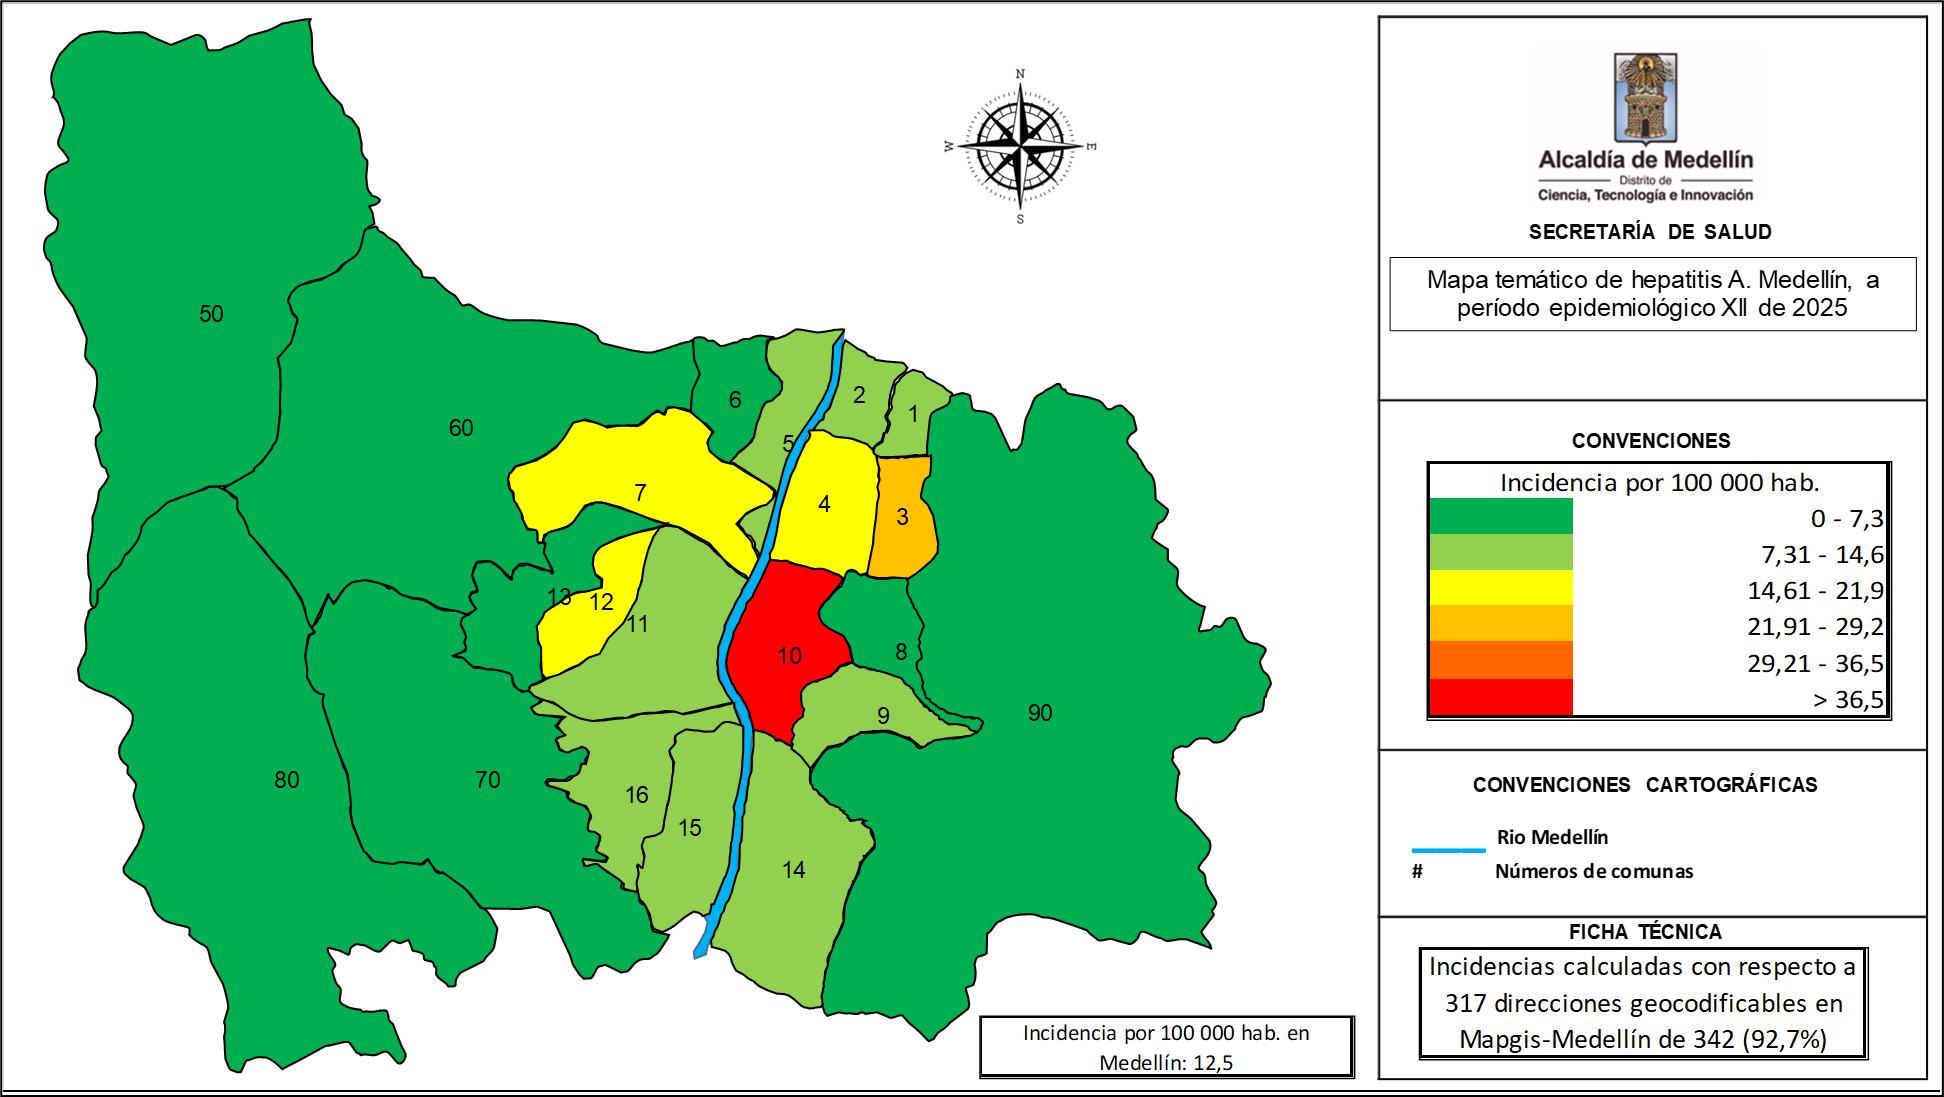 N
W
E
S
50
60
6
2
1
5
7
4
3
13
12
11
8
10
9
90
80
70
16
15
14
Incidencia por 100 000 hab. en
Medellín: 12,5
Alcaldía de Medellín
Distrito de
Ciencia, Tecnología e Innovación
SECRETARÍA DE SALUD
Mapa temático de hepatitis A. Medellín, a
período epidemiológico XII de 2025
CONVENCIONES
Incidencia por 100 000 hab.
0 - 7,3
7,31 - 14,6
14,61 - 21,9
21,91 - 29,2
29,21 - 36,5
> 36,5
CONVENCIONES CARTOGRÁFICAS
Rio Medellín
# Números de comunas
FICHA TÉCNICA
Incidencias calculadas con respecto a
317 direcciones geocodificables en
Mapgis-Medellín de 342 (92,7%)